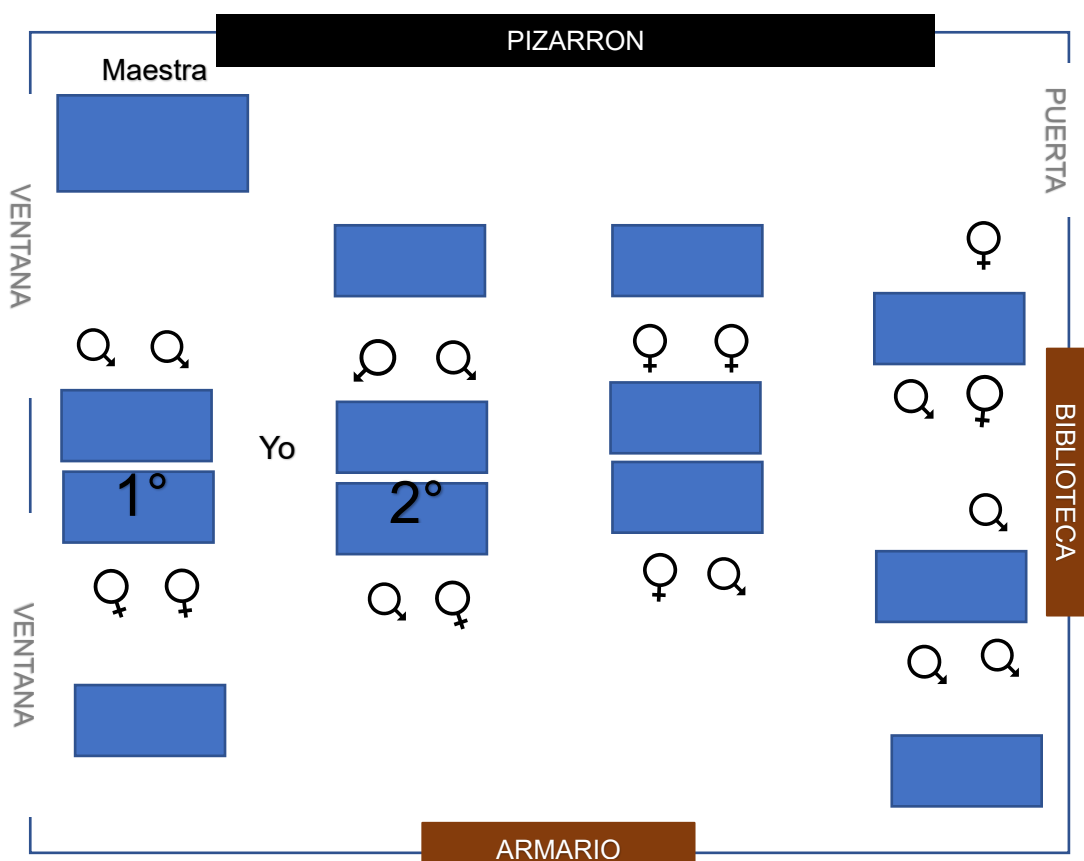 PIZARRON
Maestra
PUERTA
VENTANA
Yo
BIBLIOTECA
1°
2°
VENTANA
ARMARIO